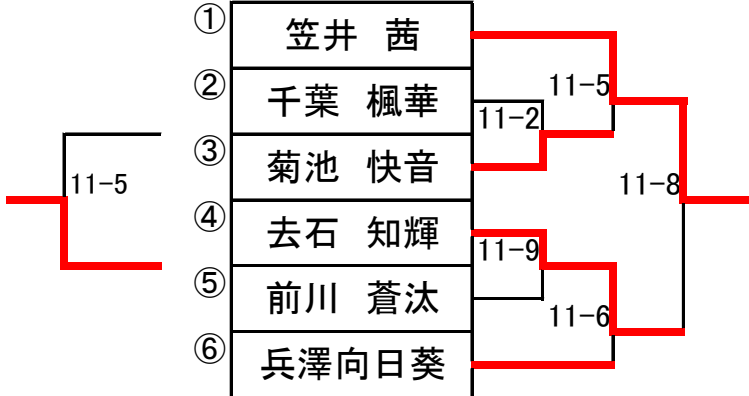 ① 笠井 茜
② 千葉 楓華
③ 菊池 快音
④ 去石 知輝
⑤ 前川 蒼汰
⑥ 兵澤向日葵
11-5
11-2
11-5
11-8
11-9
11-6